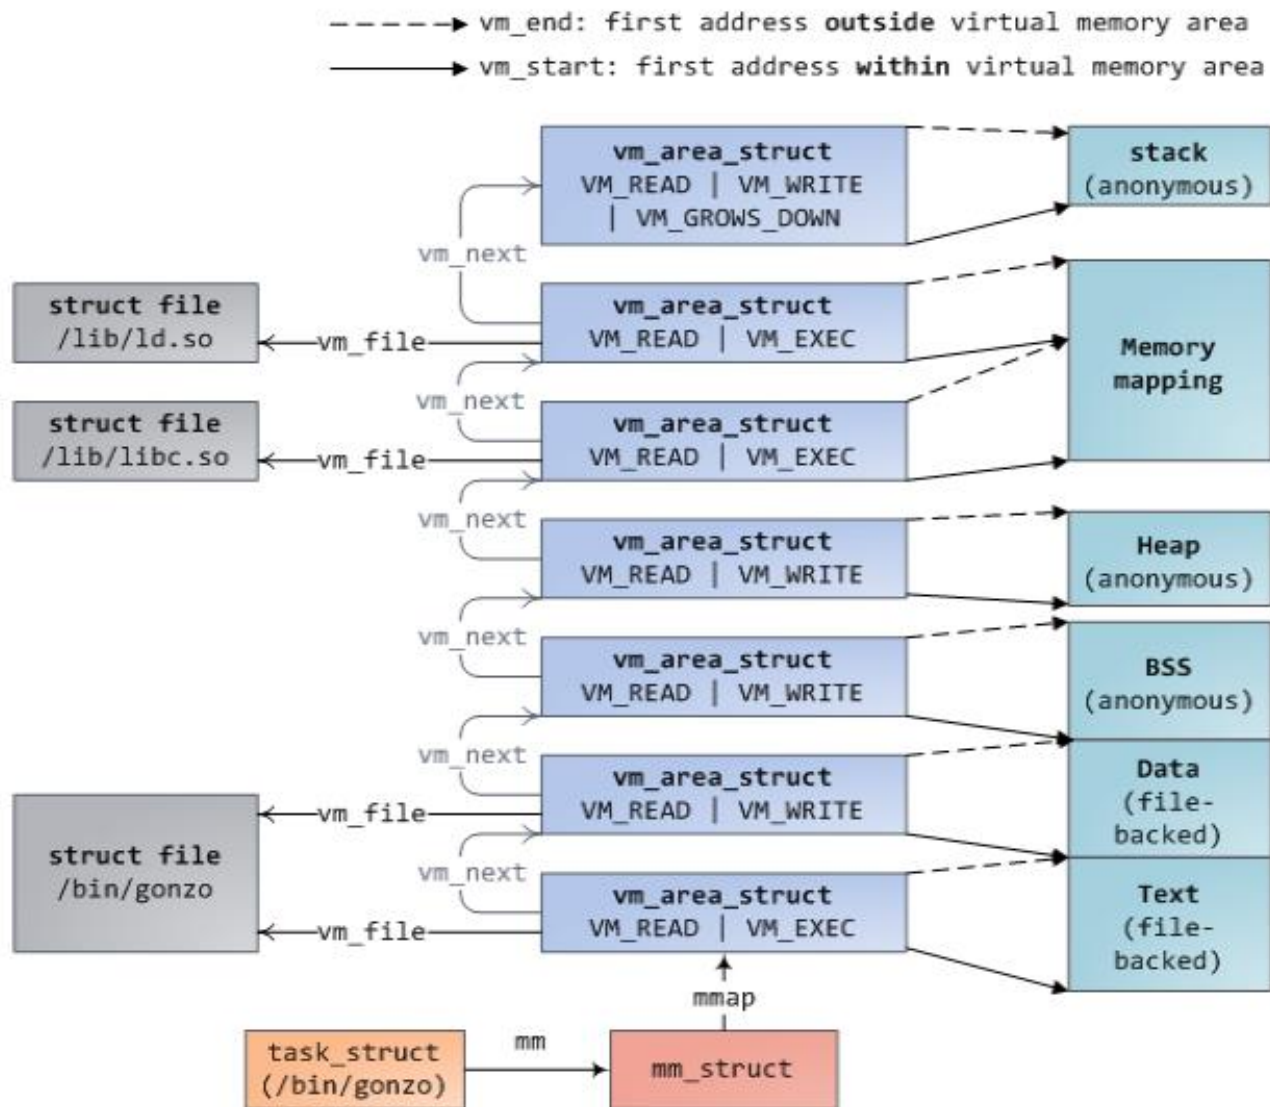 vm_end: first address outside virtual memory area
vm_start: first address within virtual memory area
vm_area_struct
VM_READ | VM_WRITE
| VM_GROWS_DOWN
stack
(anonymous)
vm_next
struct file
/lib/ld.so
vm_file
vm_area_struct
VM_READ | VM_EXEC
Memory
mapping
vm_next
struct file
/lib/libc.so
vm_file
vm_area_struct
VM_READ | VM_EXEC
vm_next
vm_area_struct
VM_READ | VM_WRITE
Heap
(anonymous)
vm_next
vm_area_struct
VM_READ | VM_WRITE
BSS
(anonymous)
vm_next
vm_file
vm_area_struct
VM_READ | VM_WRITE
Data
(file-
backed)
struct file
/bin/gonzo
vm_next
vm_file
vm_area_struct
VM_READ | VM_EXEC
Text
(file-
backed)
mmap
task_struct
(/bin/gonzo)
mm
mm_struct